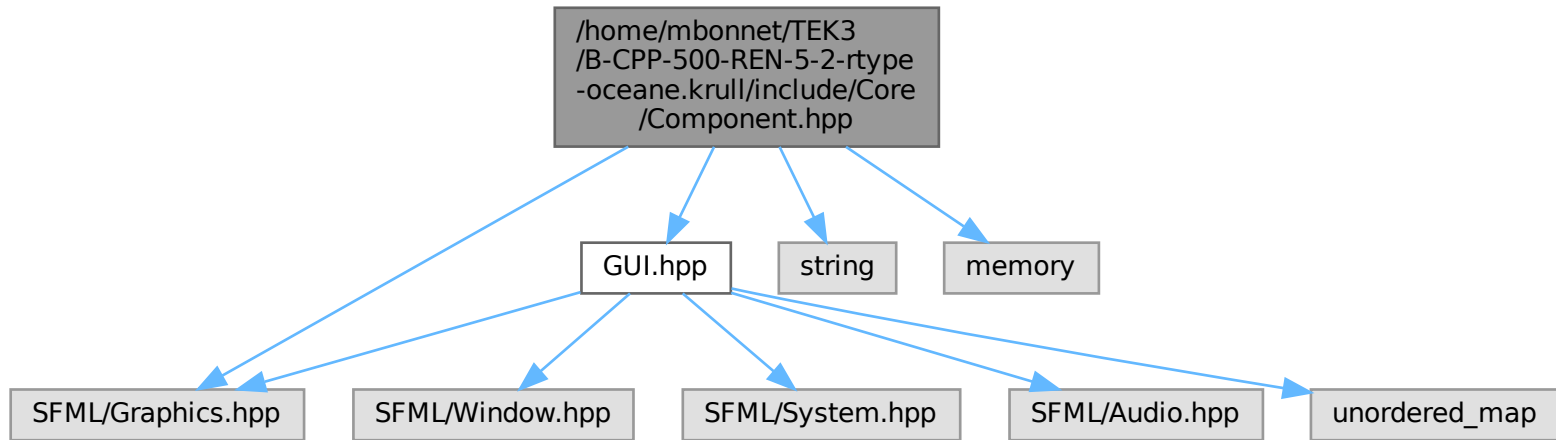 /home/mbonnet/TEK3
/B-CPP-500-REN-5-2-rtype
-oceane.krull/include/Core
/Component.hpp
GUI.hpp
string
memory
SFML/Graphics.hpp
SFML/Window.hpp
SFML/System.hpp
SFML/Audio.hpp
unordered_map